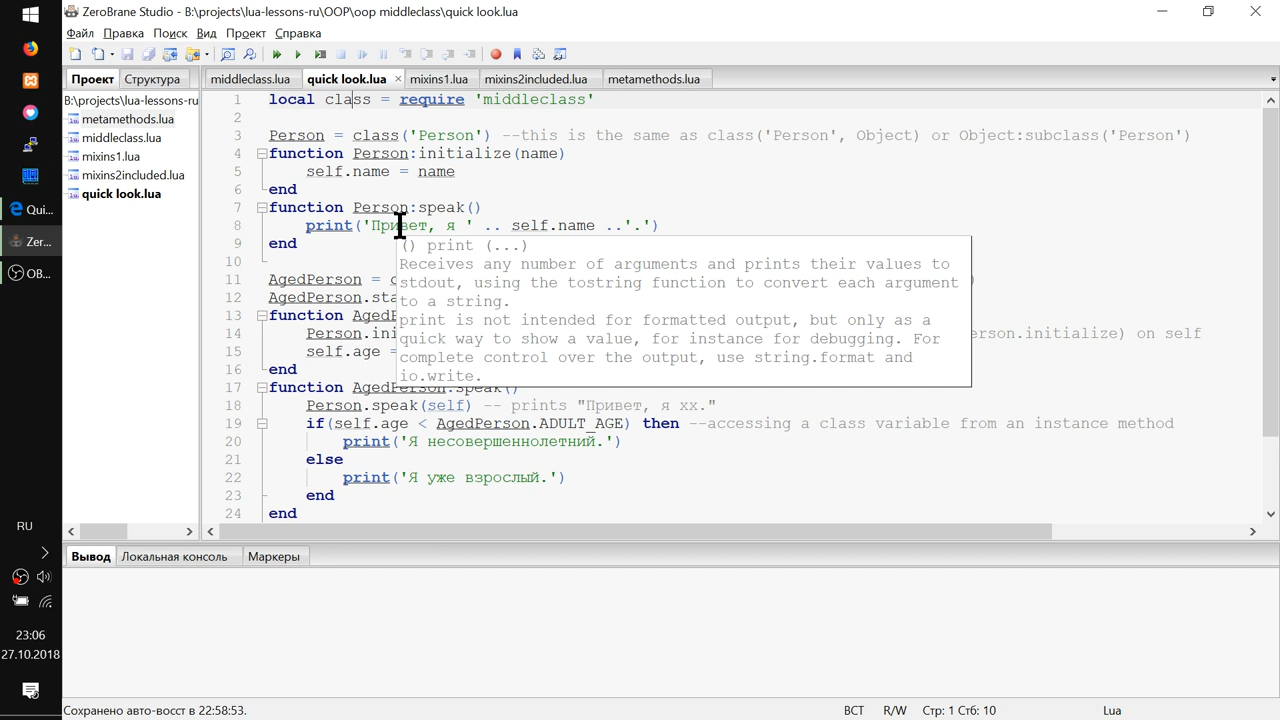 ZeroBrane Studio - B:\projects\lua-lessons-ru\OOP\oop middleclass\quick look.lua
Файл Правка Поиск Вид Проект Справка
Проект Структура
middleclass.lua quick look.lua mixins1.lua mixins2included.lua metamethods.lua
B:\projects\lua-lessons-ru
metamethods.lua
middleclass.lua
mixins1.lua
mixins2included.lua
quick look.lua
1 local class = require 'middleclass'
2
3 Person = class('Person') --this is the same as class('Person', Object) or Object:subclass('Person')
4 function Person:initialize(name)
5 self.name = name
6 end
7 function Person:speak()
8 print('Привет, я ' .. self.name ..'.')
9 end
10
11 AgedPerson =
12 AgedPerson.sta
13 function AgedP
14 Person.ini erson.initialize) on self
15 self.age =
16 end
17 function AgedPerson:speak()
18 Person.speak(self) -- prints "Привет, я xx."
19 if(self.age < AgedPerson.ADULT_AGE) then --accessing a class variable from an instance method
20 print('Я несовершеннолетний.')
21 else
22 print('Я уже взрослый.')
23 end
24 end
() print (...)
Receives any number of arguments and prints their values to
stdout, using the tostring function to convert each argument
to a string.
print is not intended for formatted output, but only as a
quick way to show a value, for instance for debugging. For
complete control over the output, use string.format and
io.write.
Вывод Локальная консоль Маркеры
Qui...
Zer...
OB...
RU
23:06
27.10.2018
Сохранено авто-восст в 22:58:53.
ВСТ R/W Стр: 1 Стб: 10 Lua